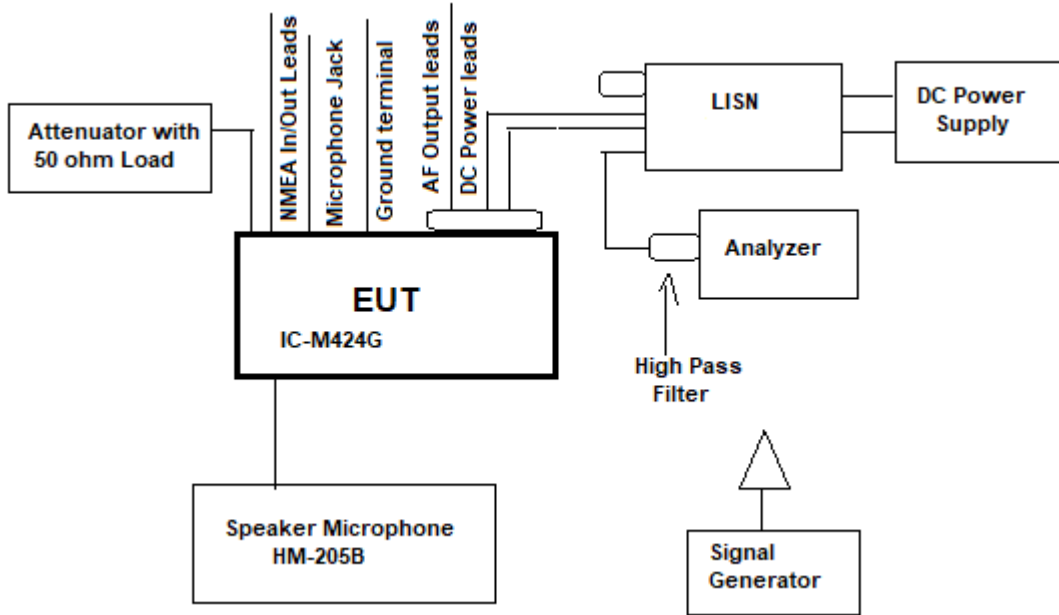 Attenuator with
50 ohm Load
NMEA In/Out Leads
Microphone Jack
Ground terminal
AF Output leads
DC Power leads
LISN
DC Power
Supply
Analyzer
EUT
IC-M424G
High Pass
Filter
Speaker Microphone
HM-205B
Signal
Generator